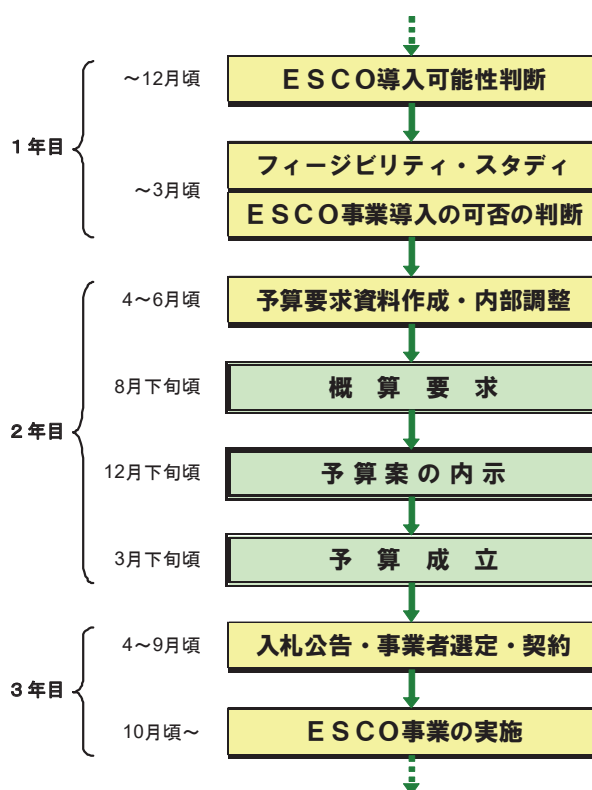 ～12月頃
ＥＳＣＯ導入可能性判断
1年目
フィージビリティ・スタディ
～3月頃
ＥＳＣＯ事業導入の可否の判断
4～6月頃
予算要求資料作成・内部調整
8月下旬頃
概　算　要　求
2年目
12月下旬頃
予算案の内示
3月下旬頃
予　算　成　立
4～9月頃
入札公告・事業者選定・契約
3年目
10月頃～
ＥＳＣＯ事業の実施